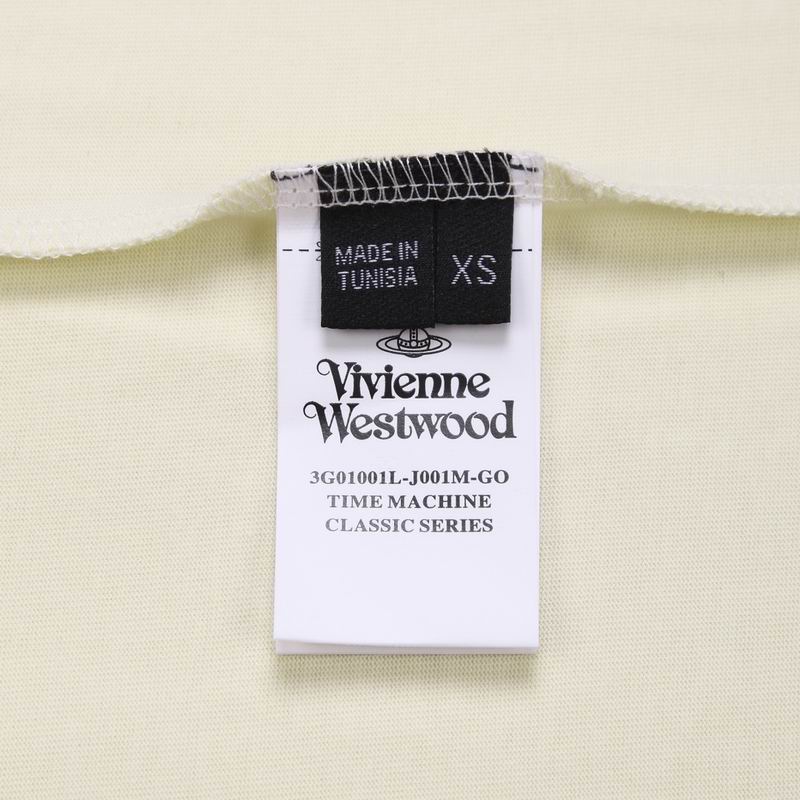 MADE IN
TUNISIA
XS
Vivienne
Westwood
3G01001L-J001M-GO
TIME MACHINE
CLASSIC SERIES